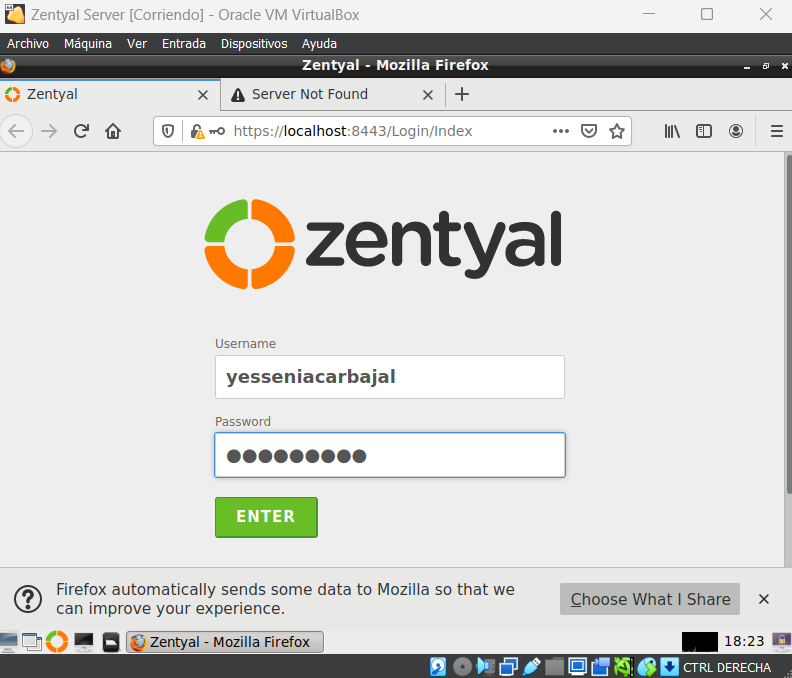 Zentyal Server [Corriendo] - Oracle VM VirtualBox
Archivo Máquina Ver Entrada Dispositivos Ayuda
Zentyal - Mozilla Firefox
Zentyal Server Not Found
https://localhost:8443/Login/Index
zentyal
Username
yesseniacarbajal
Password
ENTER
Firefox automatically sends some data to Mozilla so that we
can improve your experience.
Choose What I Share
Zentyal - Mozilla Firefox 18:23
CTRL DERECHA